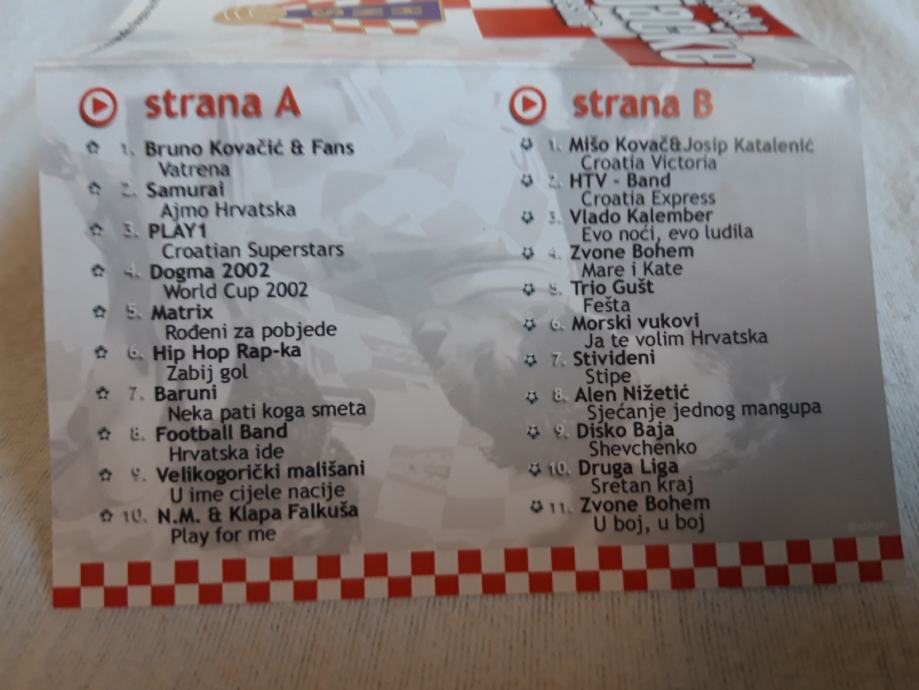 HNS
strana A
1. Bruno Kovačić & Fans
Vatrena
2. Samurai
Ajmo Hrvatska
3. PLAY1
Croatian Superstars
4. Dogma 2002
World Cup 2002
5. Matrix
Rođeni za pobjede
6. Hip Hop Rap-ka
Zabij gol
7. Baruni
Neka pati koga smeta
8. Football Band
Hrvatska ide
9. Velikogorički mališani
U ime cijele nacije
10. N.M. & Klapa Falkuša
Play for me
strana B
1. Mišo Kovač&Josip Katalenić
Croatia Victoria
2. HTV - Band
Croatia Express
3. Vlado Kalember
Evo noći, evo ludila
4. Zvone Bohem
Mare i Kate
5. Trio Gušt
Fešta
6. Morski vukovi
Ja te volim Hrvatska
7. Stivideni
Stipe
8. Alen Nižetić
Sjećanje jednog mangupa
9. Disko Baja
Shevchenko
10. Druga Liga
Sretan kraj
11. Zvone Bohem
U boj, u boj